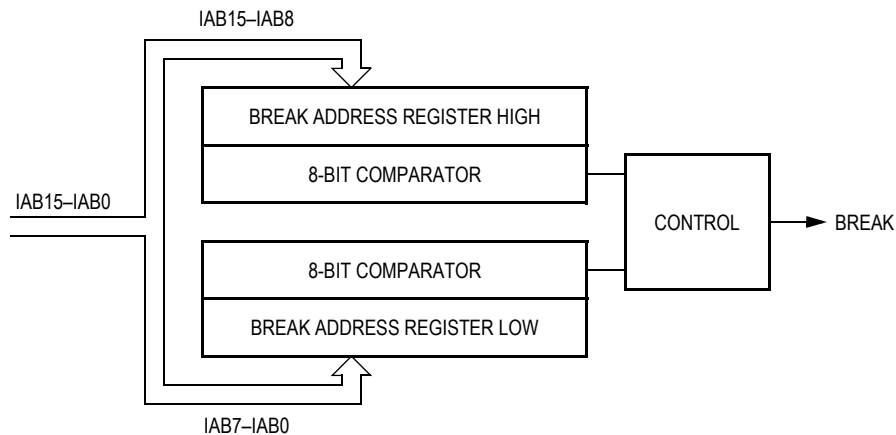 IAB15–IAB8
BREAK ADDRESS REGISTER HIGH
8-BIT COMPARATOR
IAB15–IAB0
CONTROL
BREAK
8-BIT COMPARATOR
BREAK ADDRESS REGISTER LOW
IAB7–IAB0